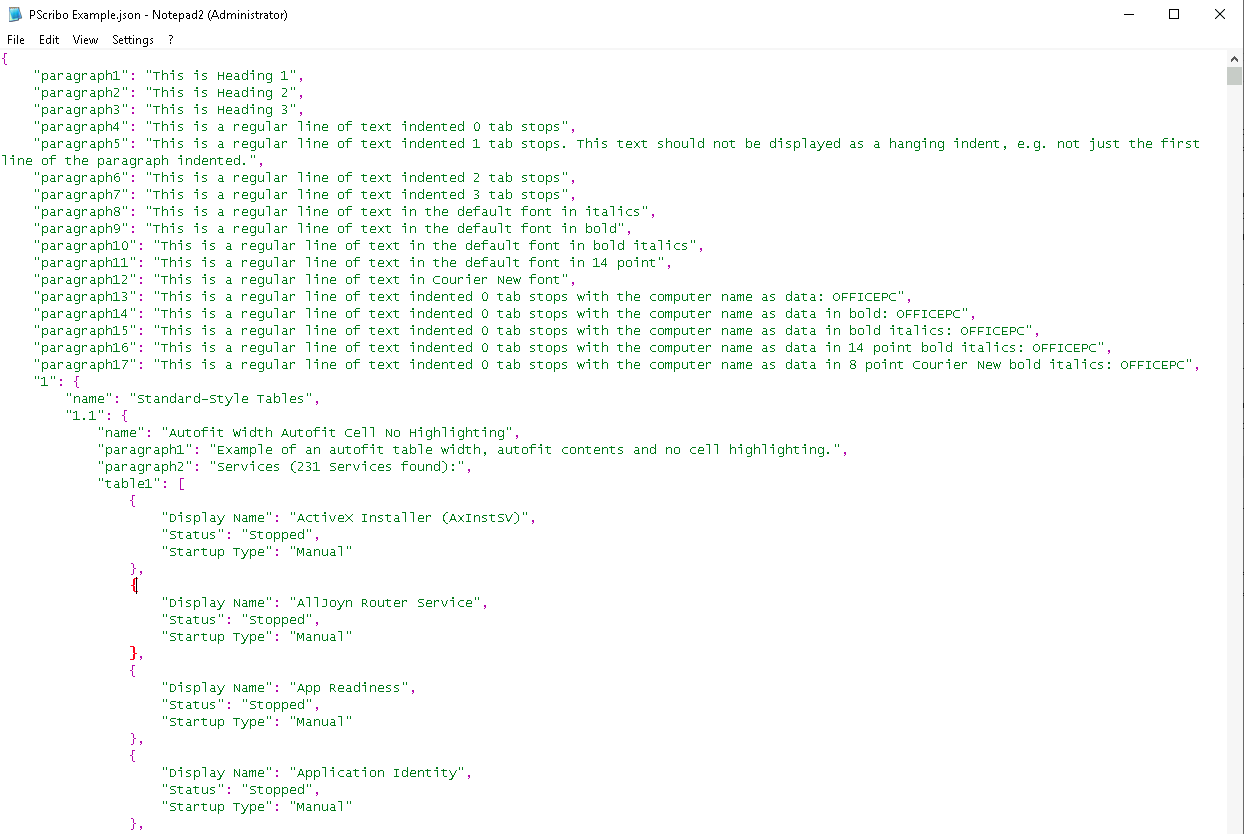 PScribo Example.json - Notepad2 (Administrator)
File Edit View Settings ?
{
    "paragraph1": "This is Heading 1",
    "paragraph2": "This is Heading 2",
    "paragraph3": "This is Heading 3",
    "paragraph4": "This is a regular line of text indented 0 tab stops",
    "paragraph5": "This is a regular line of text indented 1 tab stops. This text should not be displayed as a hanging indent, e.g. not just the first
line of the paragraph indented.",
    "paragraph6": "This is a regular line of text indented 2 tab stops",
    "paragraph7": "This is a regular line of text indented 3 tab stops",
    "paragraph8": "This is a regular line of text in the default font in italics",
    "paragraph9": "This is a regular line of text in the default font in bold",
    "paragraph10": "This is a regular line of text in the default font in bold italics",
    "paragraph11": "This is a regular line of text in the default font in 14 point",
    "paragraph12": "This is a regular line of text in Courier New font",
    "paragraph13": "This is a regular line of text indented 0 tab stops with the computer name as data: OFFICEPC",
    "paragraph14": "This is a regular line of text indented 0 tab stops with the computer name as data in bold: OFFICEPC",
    "paragraph15": "This is a regular line of text indented 0 tab stops with the computer name as data in bold italics: OFFICEPC",
    "paragraph16": "This is a regular line of text indented 0 tab stops with the computer name as data in 14 point bold italics: OFFICEPC",
    "paragraph17": "This is a regular line of text indented 0 tab stops with the computer name as data in 8 point Courier New bold italics: OFFICEPC",
    "1": {
        "name": "Standard-Style Tables",
        "1.1": {
            "name": "Autofit Width Autofit Cell No Highlighting",
            "paragraph1": "Example of an autofit table width, autofit contents and no cell highlighting.",
            "paragraph2": "Services (231 Services found):",
            "table1": [
                {
                    "Display Name": "ActiveX Installer (AxInstSV)",
                    "Status": "Stopped",
                    "Startup Type": "Manual"
                },
                {
                    "Display Name": "AllJoyn Router Service",
                    "Status": "Stopped",
                    "Startup Type": "Manual"
                },
                {
                    "Display Name": "App Readiness",
                    "Status": "Stopped",
                    "Startup Type": "Manual"
                },
                {
                    "Display Name": "Application Identity",
                    "Status": "Stopped",
                    "Startup Type": "Manual"
                },